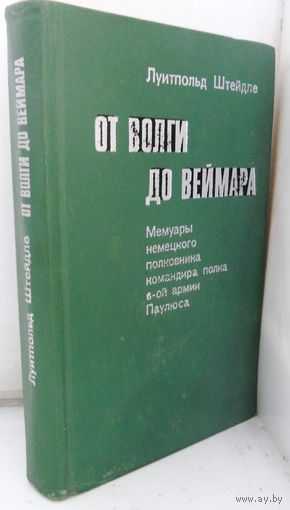 Луитпольд Штейдле
ОТ ВОЛГИ
ДО ВЕЙМАРА
Мемуары
немецкого
полковника
командира полка
6-ой армии
Паулюса
Луитпольд Штейдле ОТ ВОЛГИ ДО ВЕЙМАРА
www.ay.by